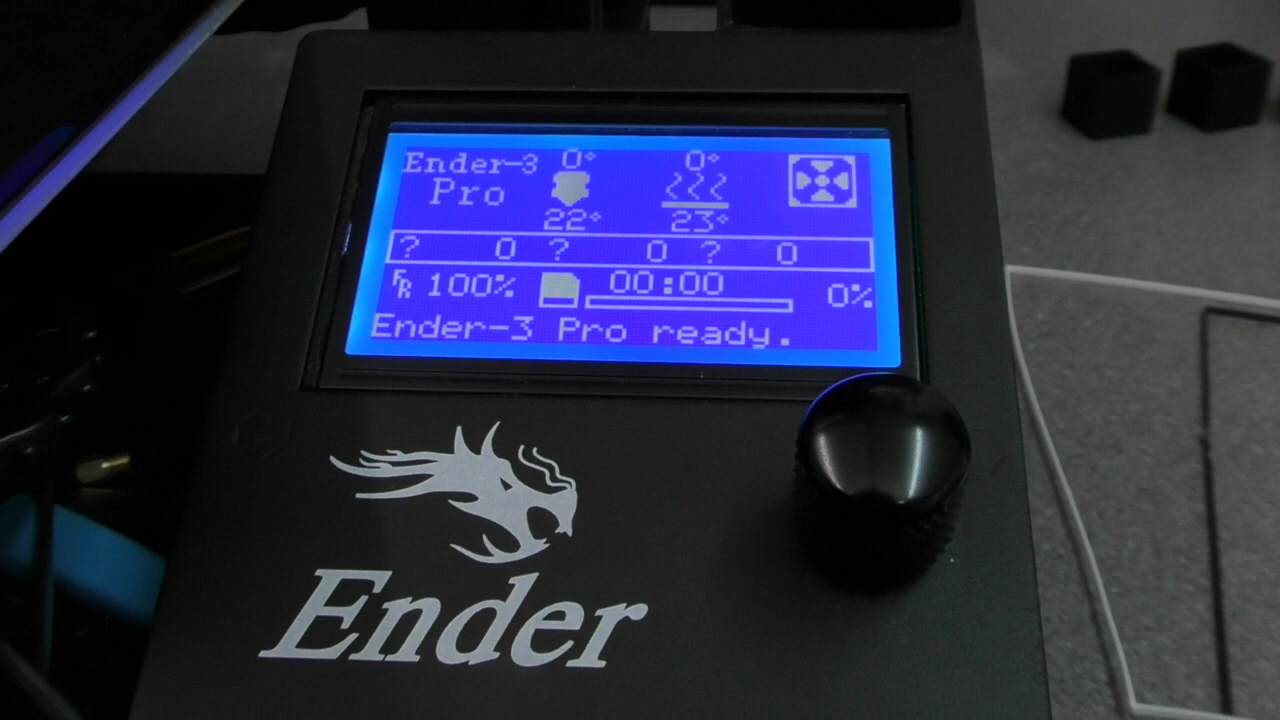 Ender-3 0° 0°
Pro
22° 23°
? 0 ? 0 ? 0
FR 100% 00:00 0%
Ender-3 Pro ready.
Ender